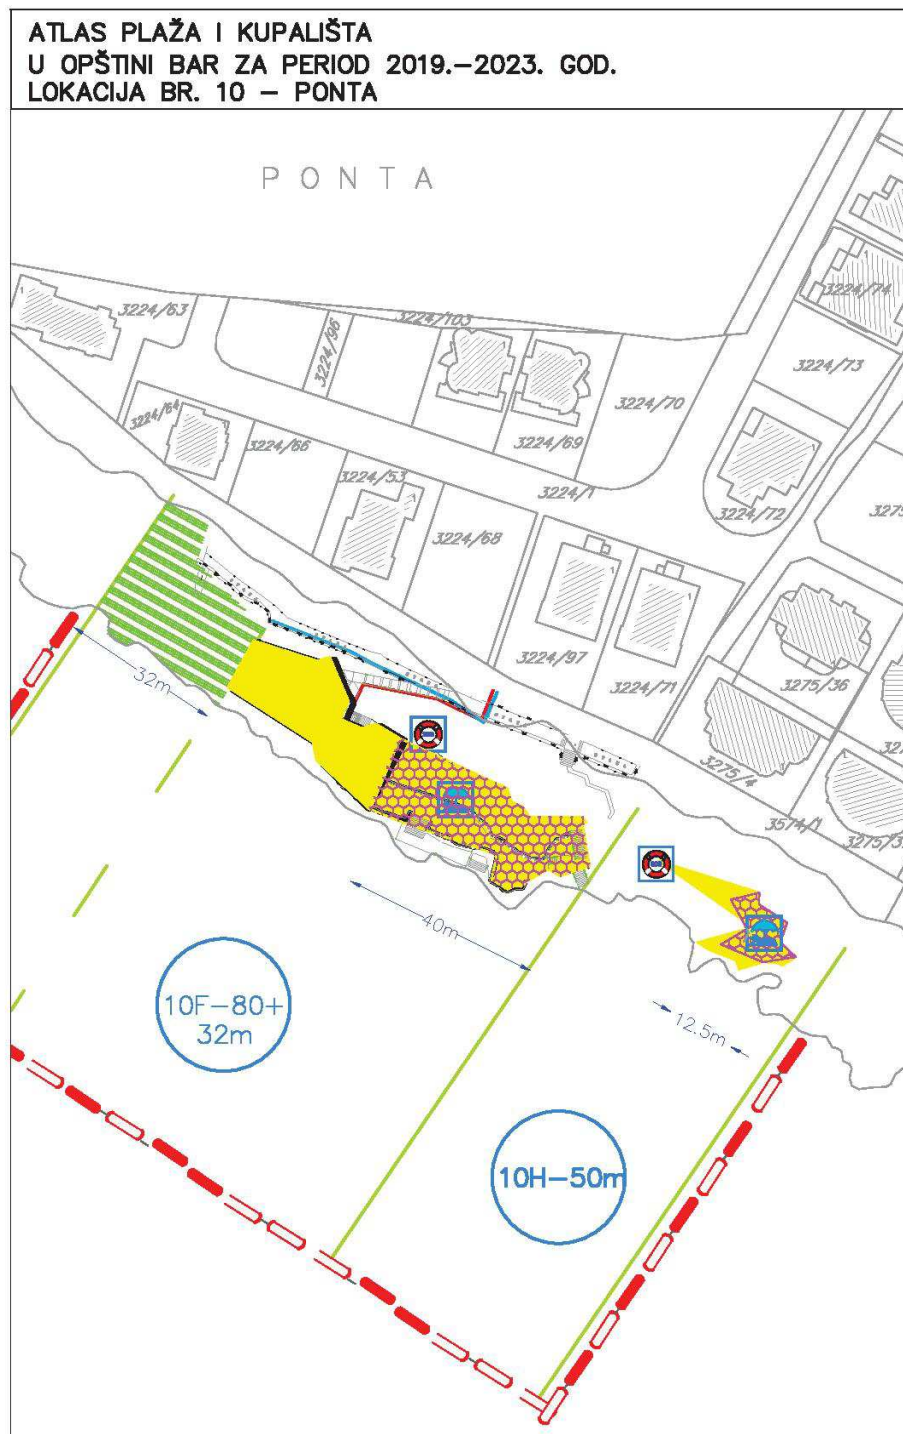 ATLAS PLAŽA I KUPALIŠTA
U OPŠTINI BAR ZA PERIOD 2019.–2023. GOD.
LOKACIJA BR. 10 – PONTA
PONTA
3224/74
3224/63
3224/103
3224/96
3224/73
3224/70
3224/64
3224/66
3224/69
3224/53
3224/1
3224/72
3224/68
3224/97
3224/71
3275/36
3275/4
3574/1
32m
40m
12.5m
10F–80+
32m
10H–50m